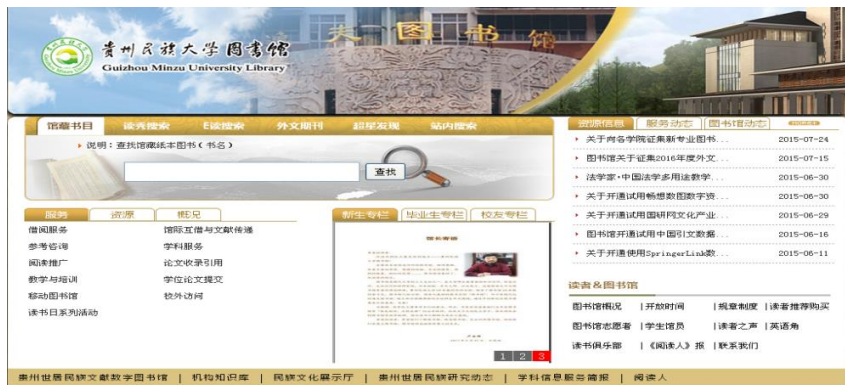 贵州民族大学图书馆
Guizhou Minzu University Library
大 图 书 馆
馆藏书目 读秀搜索 E读搜索 外文期刊 超星发现 站内搜索
说明：查找馆藏纸本图书(书名)
查找
资源信息 服务动态 图书馆动态
关于向各学院征集新专业图书... 2015-07-24
图书馆关于征集2016年度外文... 2015-07-15
法学家·中国法学多用途教学... 2015-06-30
关于开通试用畅想数图数字资... 2015-06-30
关于开通试用国研网文化产业... 2015-06-29
图书馆开通试用中国引文数据... 2015-06-16
关于开通使用SpringerLink数... 2015-06-11
服务 资源 概况
借阅服务 馆际互借与文献传递
参考咨询 学科服务
阅读推广 论文收录引用
教学与培训 学位论文提交
移动图书馆 校外访问
读书日系列活动
新生专栏 毕业生专栏 校友专栏
馆长寄语
1 2 3
读者&图书馆
图书馆概况 |开放时间 |规章制度 |读者推荐购买
图书馆志愿者 |学生馆员 |读者之声 |英语角
读书俱乐部 |《阅读人》报 |联系我们
贵州世居民族文献数字图书馆 | 机构知识库 | 民族文化展示厅 | 贵州世居民族研究动态 | 学科信息服务简报 | 阅读人